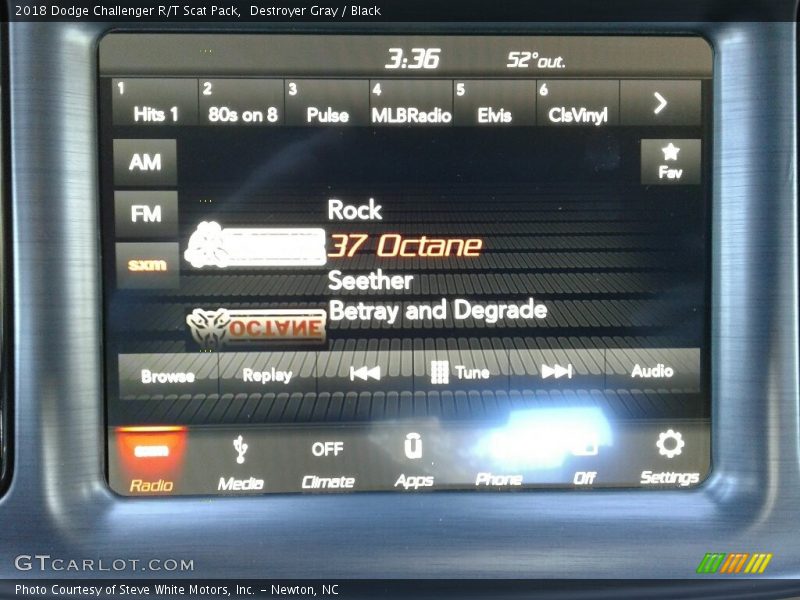 2018 Dodge Challenger R/T Scat Pack,  Destroyer Gray / Black
3:36 52° out.
1 Hits 1 2 80s on 8 3 Pulse 4 MLBRadio 5 Elvis 6 ClsVinyl
AM
Fav
FM
Rock
37 Octane
sxm
Seether
OCTANE
Betray and Degrade
Browse Replay Tune Audio
sxm OFF
Radio Media Climate Apps Phone Off Settings
GTCARLOT.COM
Photo Courtesy of Steve White Motors, Inc. – Newton, NC